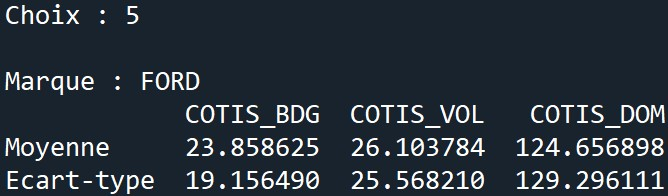 Choix : 5
Marque : FORD
COTIS_BDG COTIS_VOL COTIS_DOM
Moyenne 23.858625 26.103784 124.656898
Ecart-type 19.156490 25.568210 129.296111